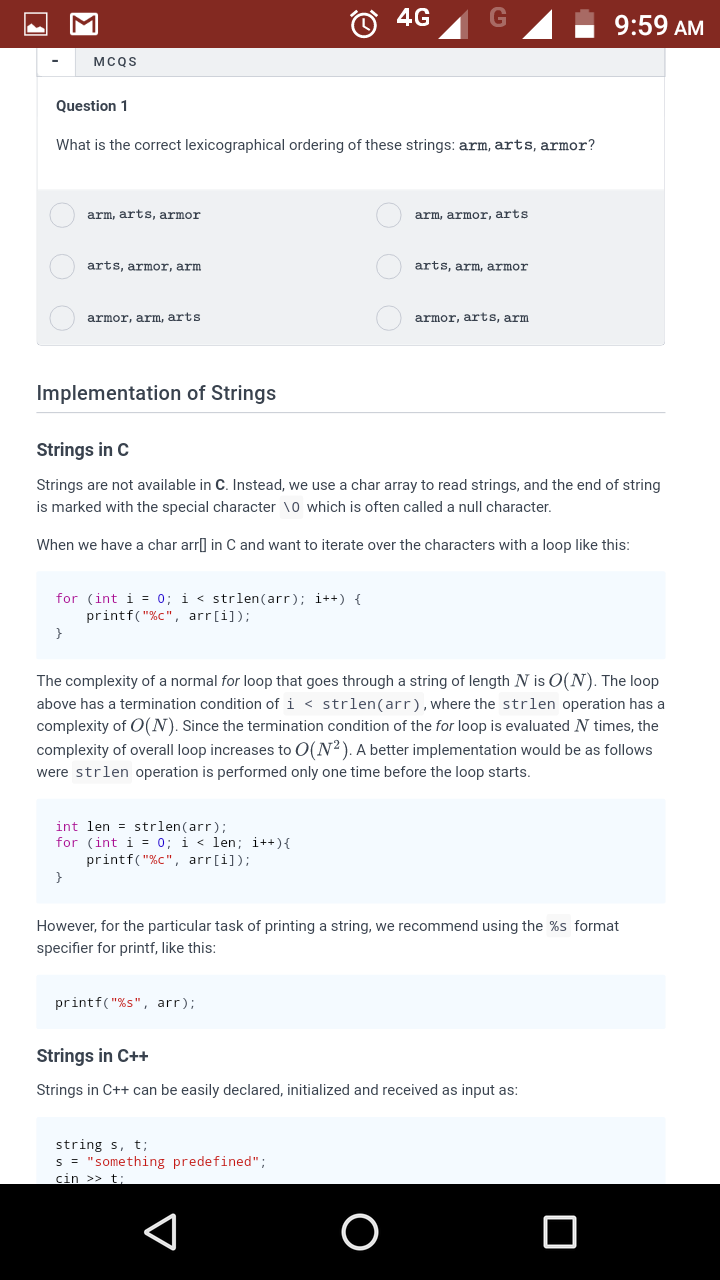 4G G 9:59 AM
- MCQS
Question 1
What is the correct lexicographical ordering of these strings: arm, arts, armor?
arm, arts, armor
arm, armor, arts
arts, armor, arm
arts, arm, armor
armor, arm, arts
armor, arts, arm
Implementation of Strings
Strings in C
Strings are not available in C. Instead, we use a char array to read strings, and the end of string
is marked with the special character \0 which is often called a null character.
When we have a char arr[] in C and want to iterate over the characters with a loop like this:
for (int i = 0; i < strlen(arr); i++) {
    printf("%c", arr[i]);
}
The complexity of a normal for loop that goes through a string of length N is O(N). The loop
above has a termination condition of i < strlen(arr), where the strlen operation has a
complexity of O(N). Since the termination condition of the for loop is evaluated N times, the
complexity of overall loop increases to O(N²). A better implementation would be as follows
were strlen operation is performed only one time before the loop starts.
int len = strlen(arr);
for (int i = 0; i < len; i++){
    printf("%c", arr[i]);
}
However, for the particular task of printing a string, we recommend using the %s format
specifier for printf, like this:
printf("%s", arr);
Strings in C++
Strings in C++ can be easily declared, initialized and received as input as:
string s, t;
s = "something predefined";
cin >> t;